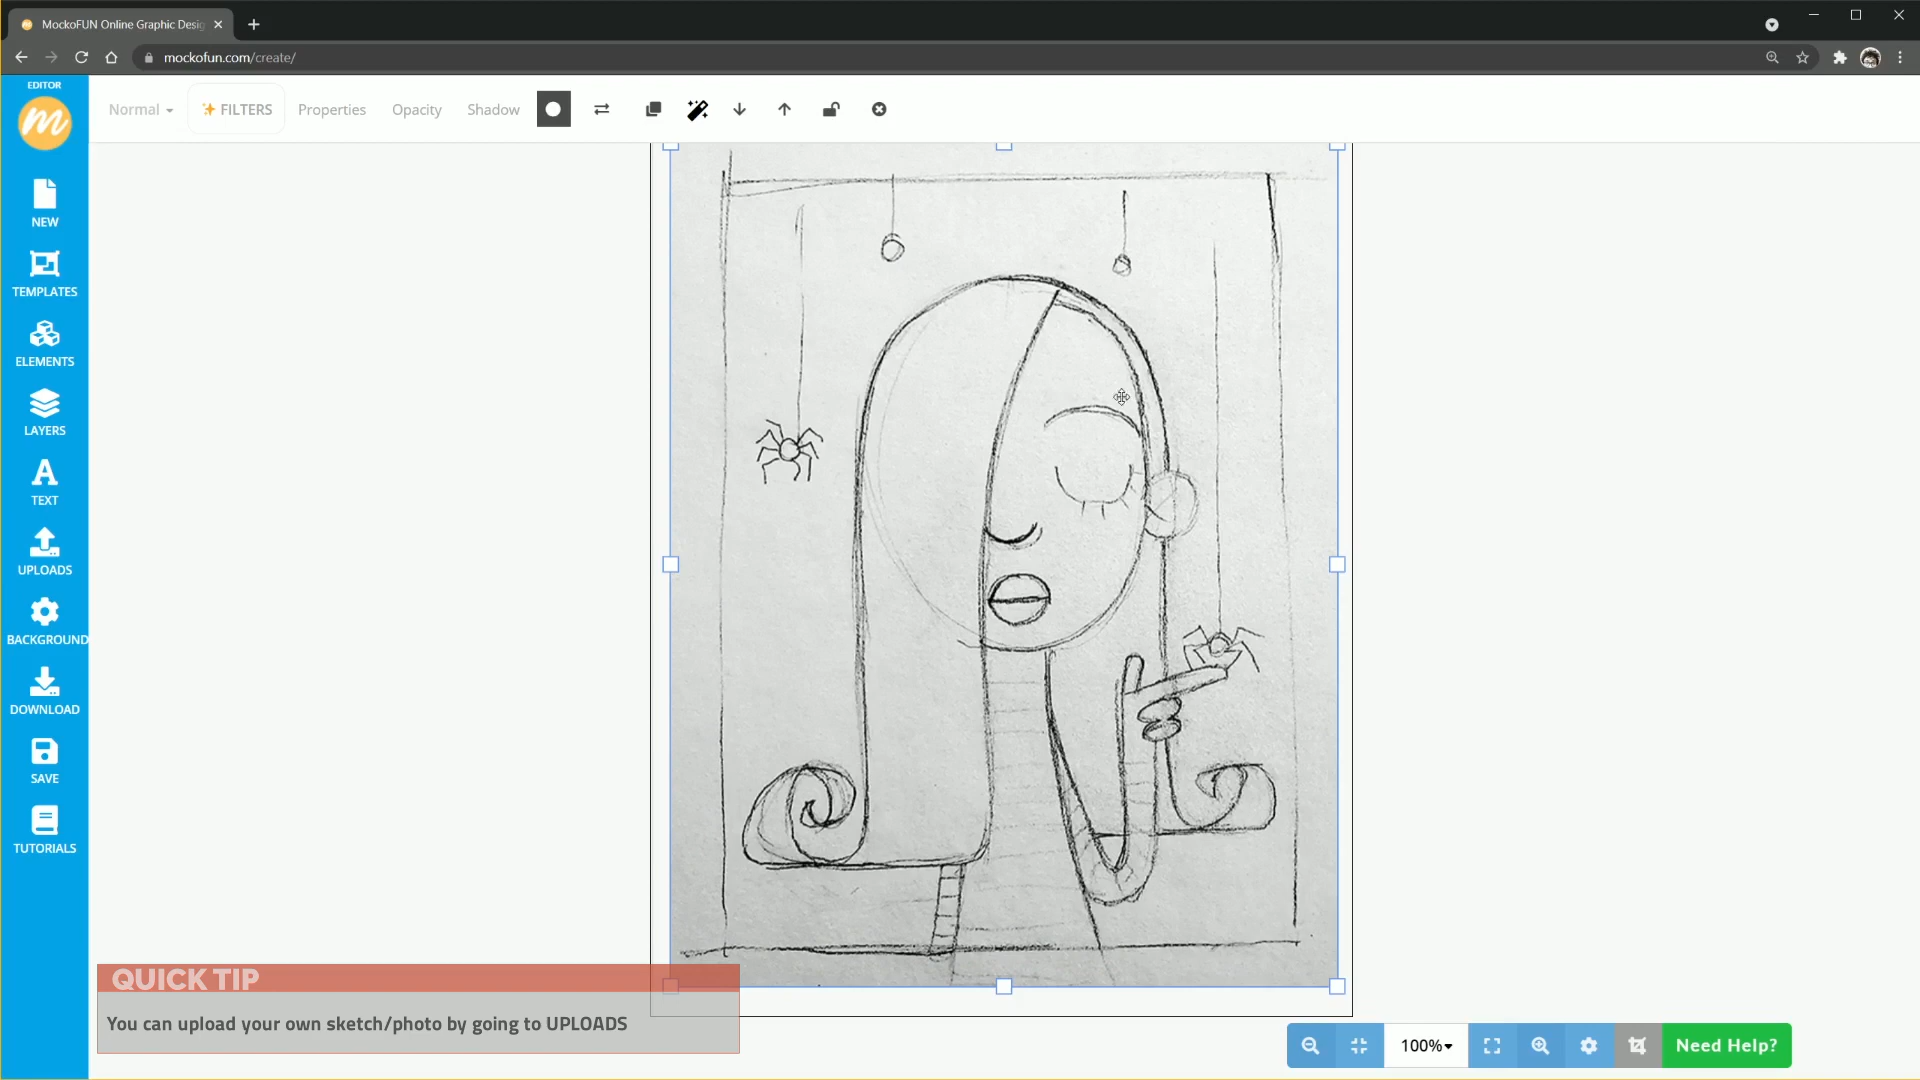 MockoFUN Online Graphic Desig
mockofun.com/create/
EDITOR
m
Normal
FILTERS
Properties
Opacity
Shadow
NEW
TEMPLATES
ELEMENTS
LAYERS
A
TEXT
UPLOADS
BACKGROUND
DOWNLOAD
SAVE
TUTORIALS
QUICK TIP
You can upload your own sketch/photo by going to UPLOADS
100%
Need Help?